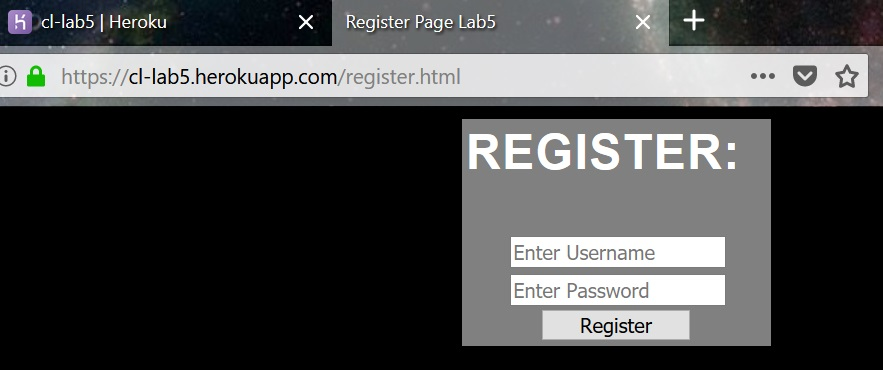 cl-lab5 | Heroku
Register Page Lab5
https://cl-lab5.herokuapp.com/register.html
REGISTER:
Enter Username
Enter Password
Register